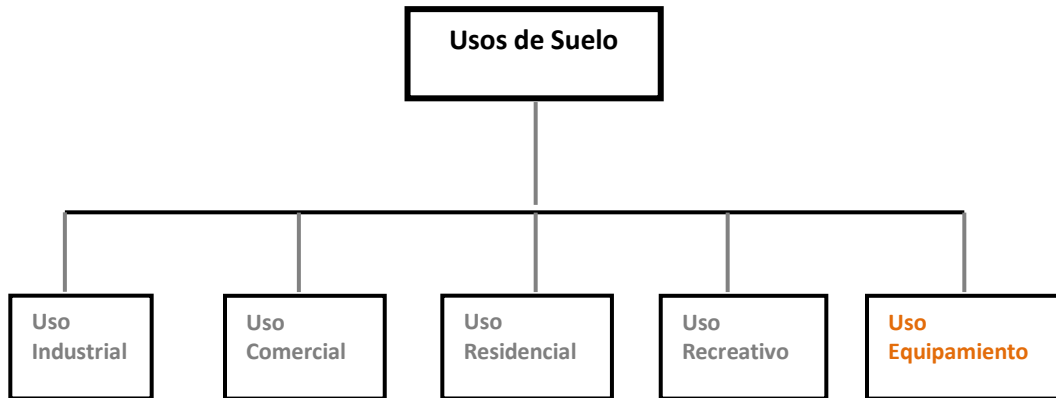 Usos de Suelo
Uso
Industrial
Uso
Comercial
Uso
Residencial
Uso
Recreativo
Uso
Equipamiento